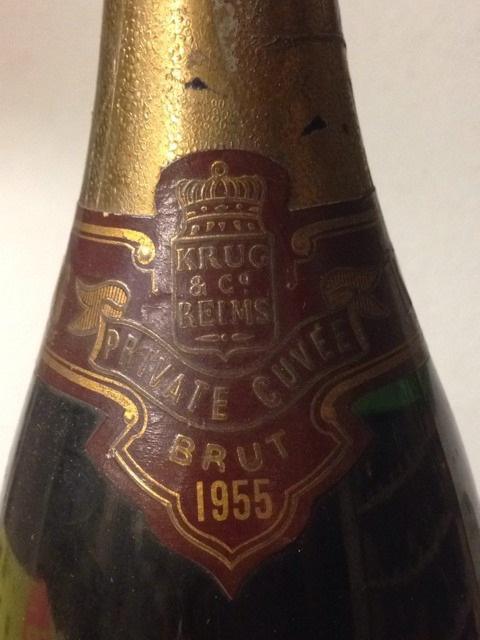 KRUG
& Cº
REIMS
PRIVATE CUVÉE
BRUT
1955